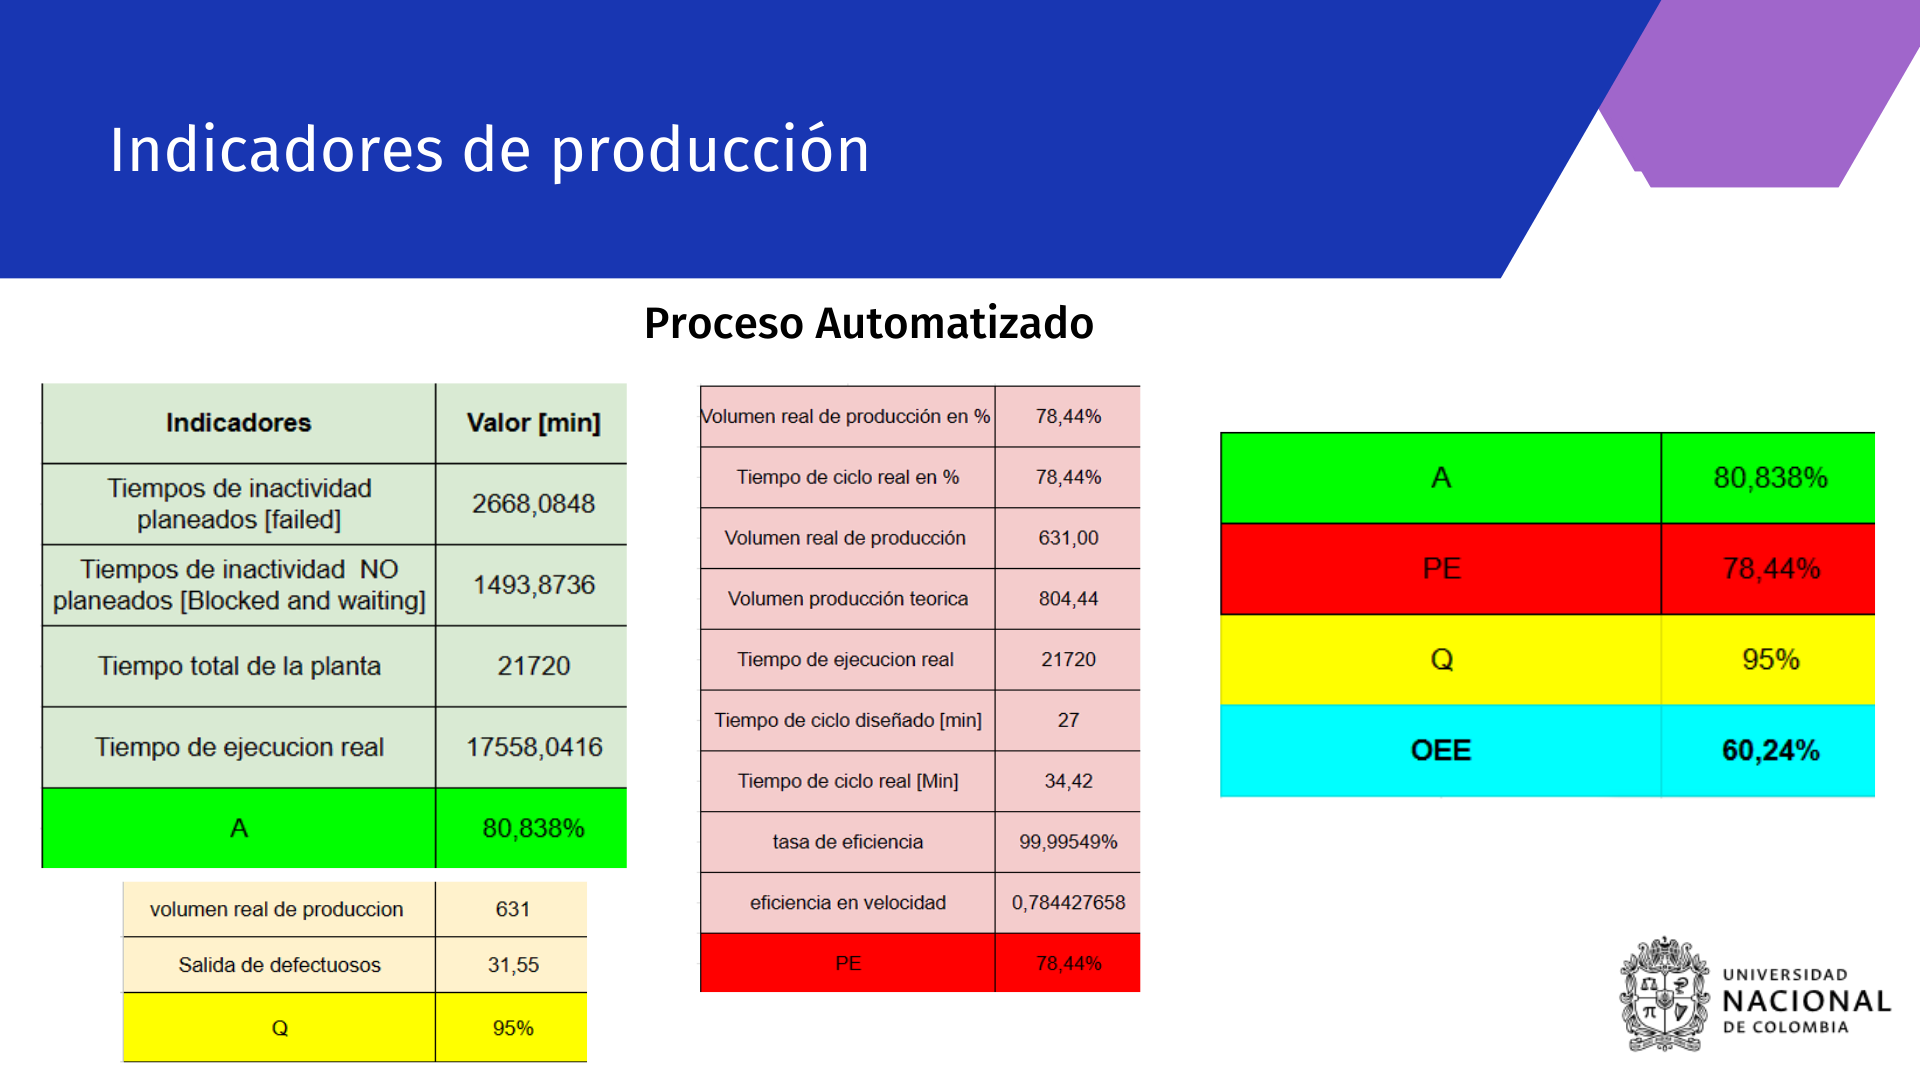 Indicadores de producción
Proceso Automatizado
Indicadores Valor [min]
Tiempos de inactividad
planeados [failed] 2668,0848
Tiempos de inactividad NO
planeados [Blocked and waiting] 1493,8736
Tiempo total de la planta 21720
Tiempo de ejecucion real 17558,0416
A 80,838%
volumen real de produccion 631
Salida de defectuosos 31,55
Q 95%
Volumen real de producción en % 78,44%
Tiempo de ciclo real en % 78,44%
Volumen real de producción 631,00
Volumen producción teorica 804,44
Tiempo de ejecucion real 21720
Tiempo de ciclo diseñado [min] 27
Tiempo de ciclo real [Min] 34,42
tasa de eficiencia 99,99549%
eficiencia en velocidad 0,784427658
PE 78,44%
A 80,838%
PE 78,44%
Q 95%
OEE 60,24%
UNIVERSIDAD
NACIONAL
DE COLOMBIA